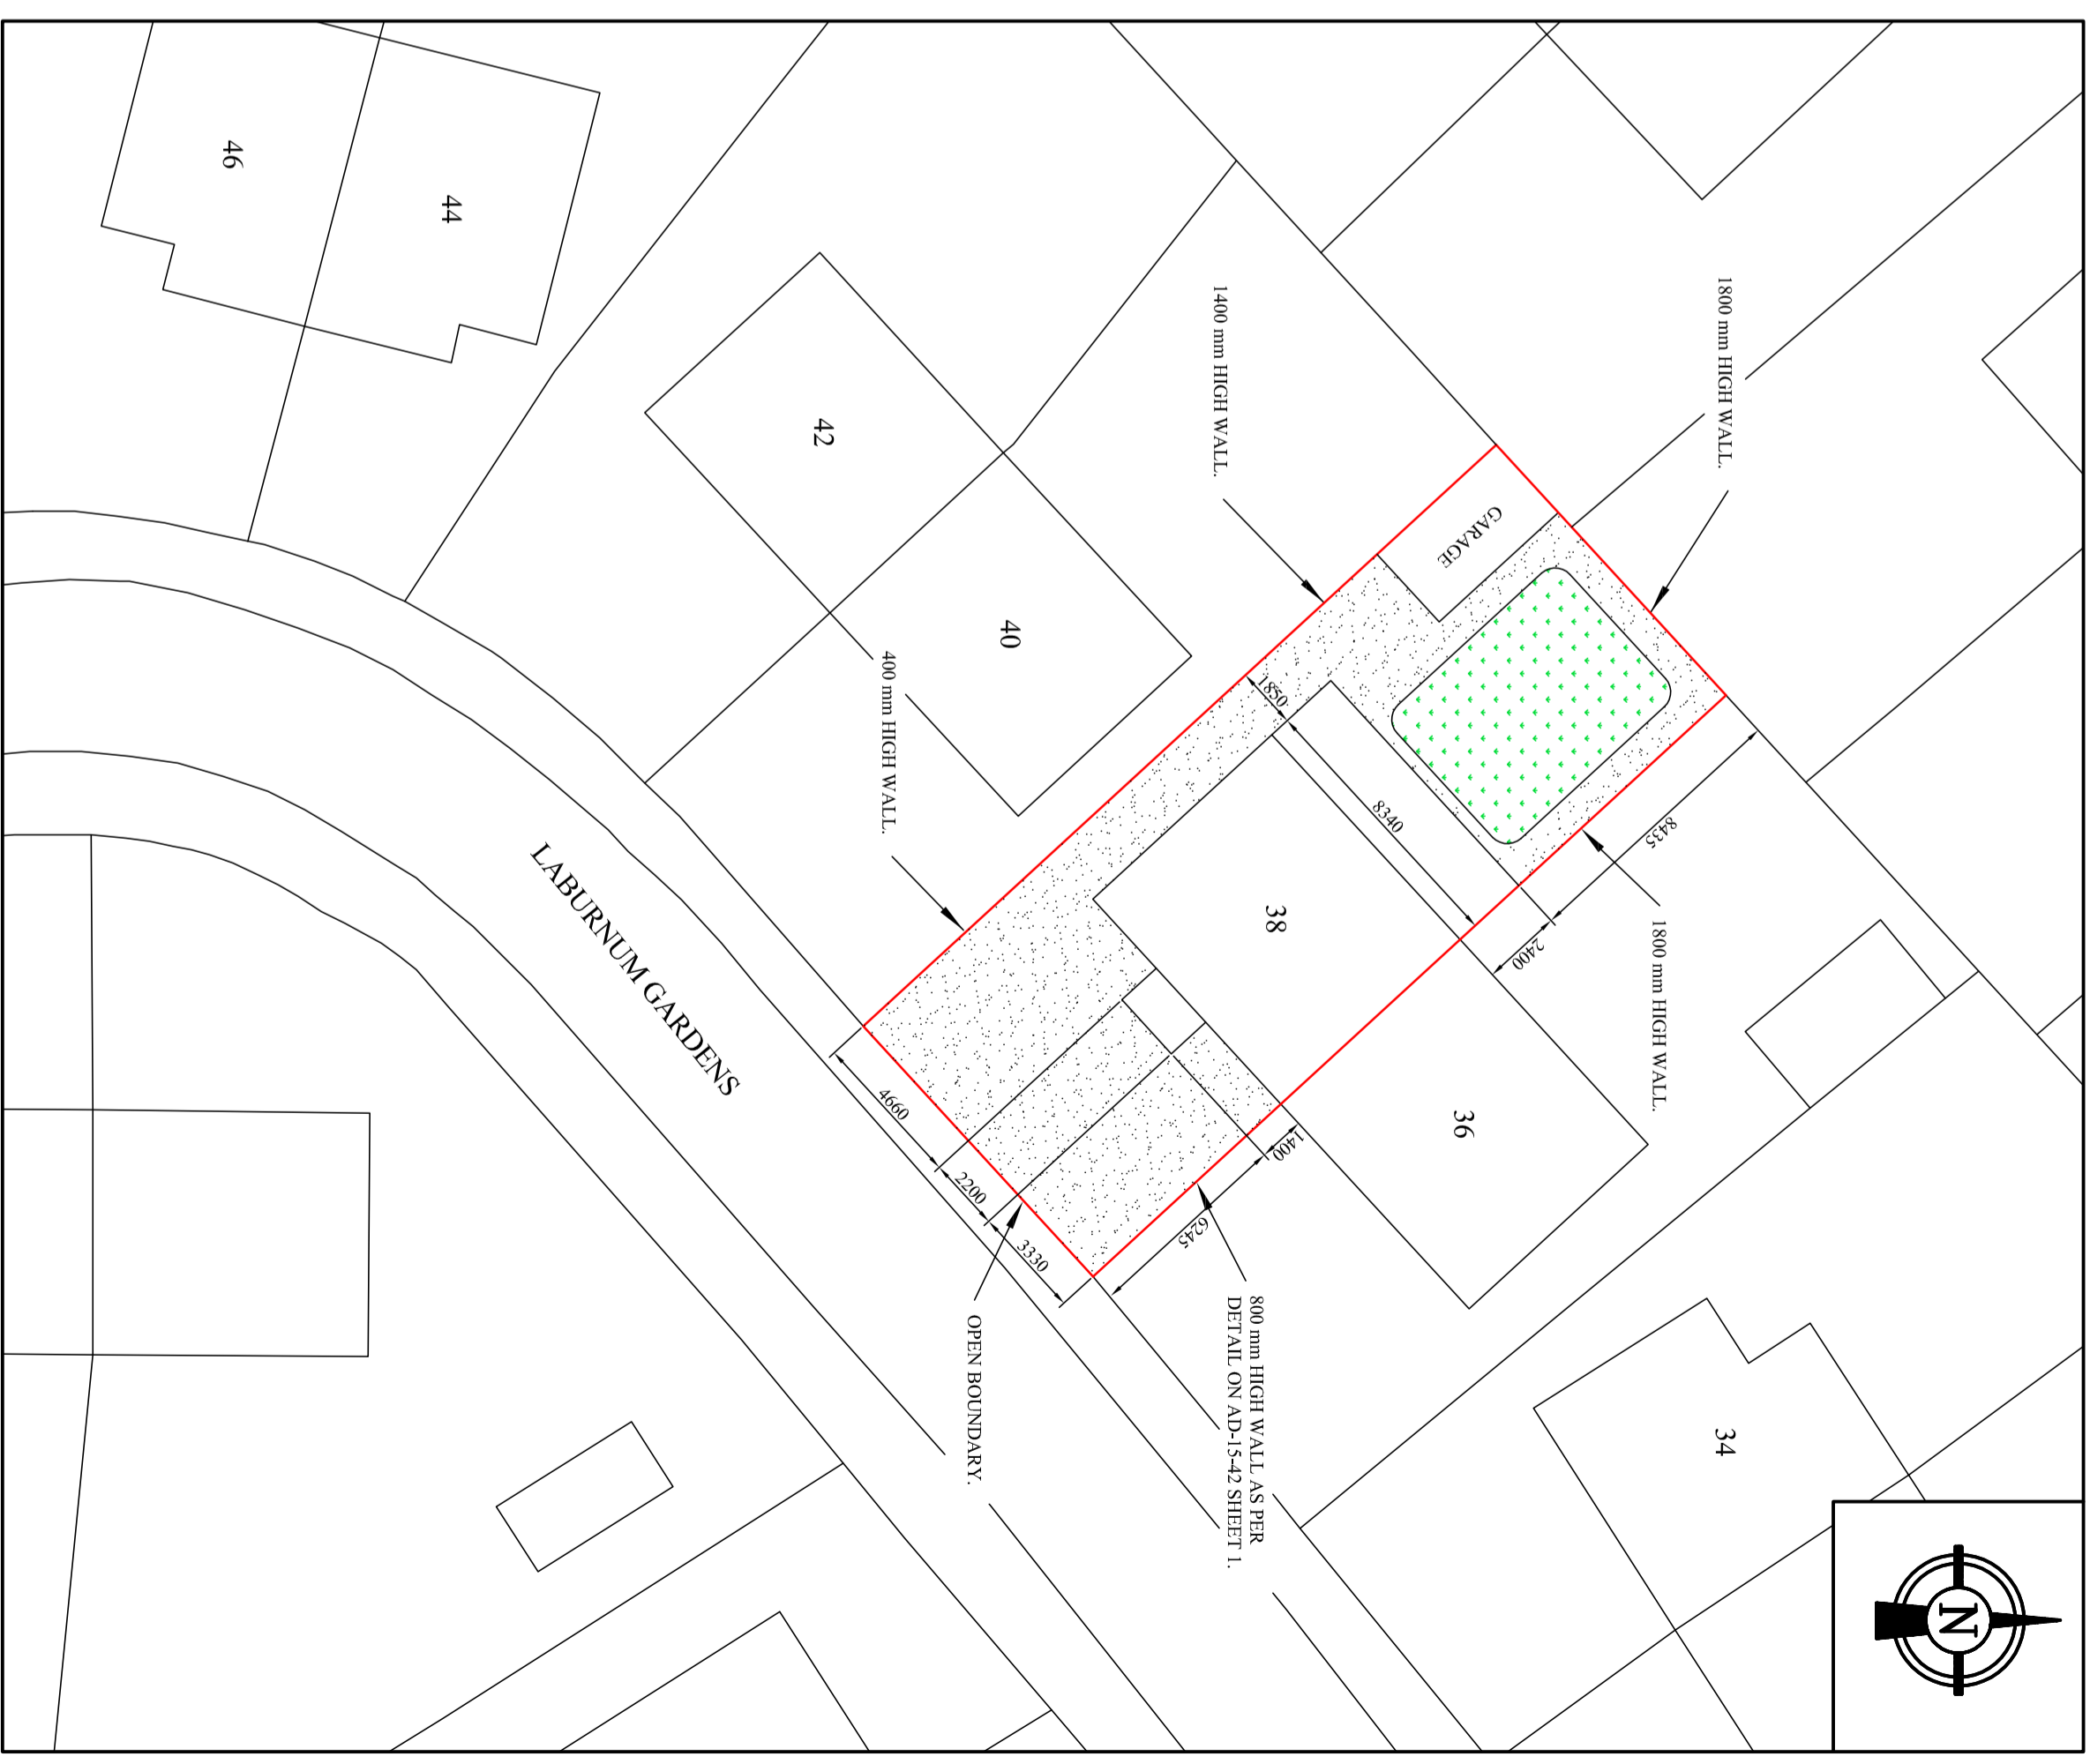 46
44
42
40
38
36
34
1800 mm HIGH WALL.
1400 mm HIGH WALL.
GARAGE
400 mm HIGH WALL.
1850
8340
8435
2400
1800 mm HIGH WALL.
LABURNUM GARDENS
4660
2200
3330
1400
6245
800 mm HIGH WALL AS PER
DETAIL ON AD-15-42 SHEET 1.
OPEN BOUNDARY.
N